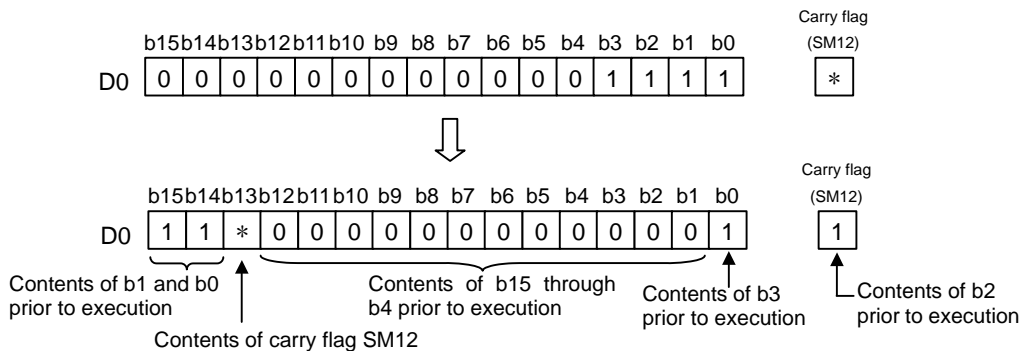 Carry flag
(SM12)
b15 b14 b13 b12 b11 b10 b9 b8 b7 b6 b5 b4 b3 b2 b1 b0
D0 0 0 0 0 0 0 0 0 0 0 0 0 1 1 1 1 *
Carry flag
(SM12)
b15 b14 b13 b12 b11 b10 b9 b8 b7 b6 b5 b4 b3 b2 b1 b0
D0 1 1 * 0 0 0 0 0 0 0 0 0 0 0 0 1 1
Contents of b1 and b0
prior to execution
Contents of b15 through
b4 prior to execution
Contents of b3
prior to execution
Contents of b2
prior to execution
Contents of carry flag SM12